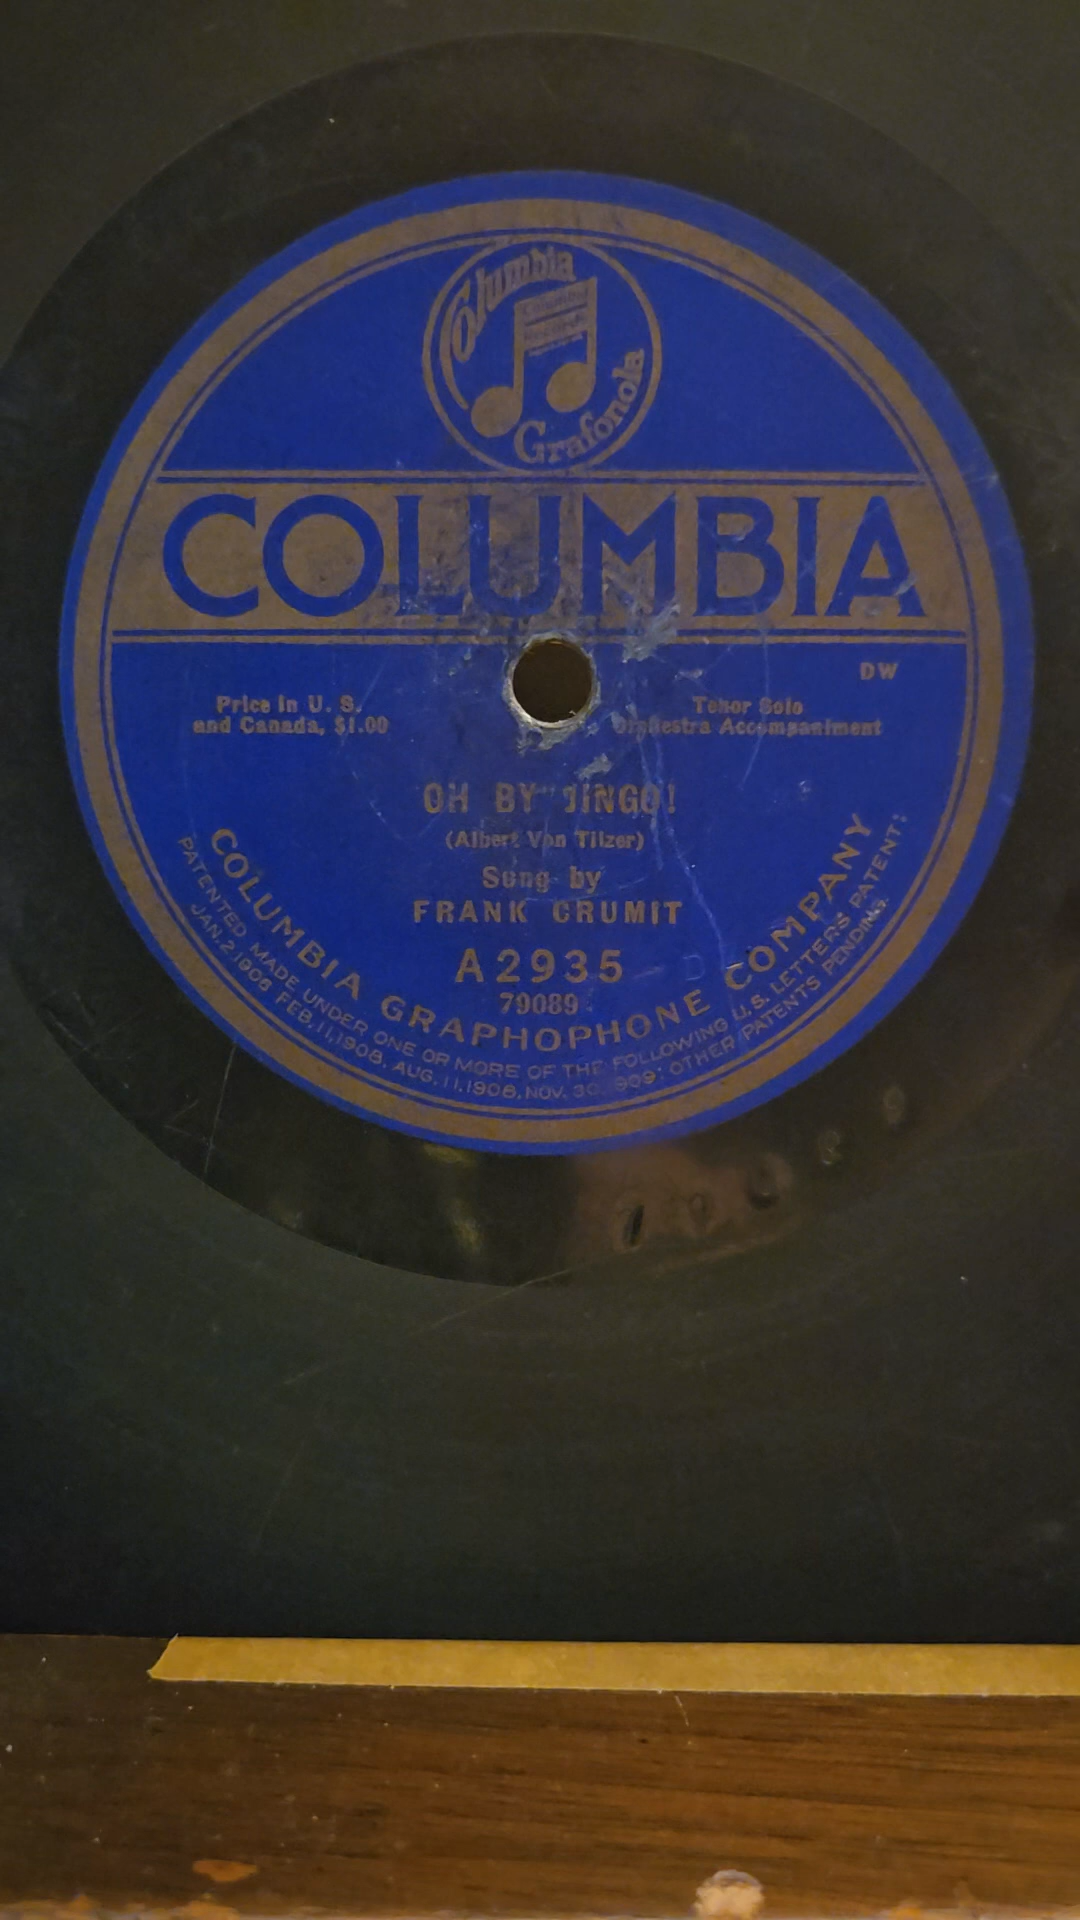 Columbia
Columbia
Records
Grafonola
COLUMBIA
DW
Price in U. S.
and Canada, $1.00
Tenor Solo
Orchestra Accompaniment
OH BY JINGO!
(Albert Von Tilzer)
Sung by
FRANK CRUMIT
A2935
79089
COLUMBIA GRAPHOPHONE COMPANY
PATENTED MADE UNDER ONE OR MORE OF THE FOLLOWING U.S. LETTERS PATENT:
JAN. 2, 1906 FEB. 11, 1908, AUG. 11, 1908, NOV. 30, 1909; OTHER PATENTS PENDING.